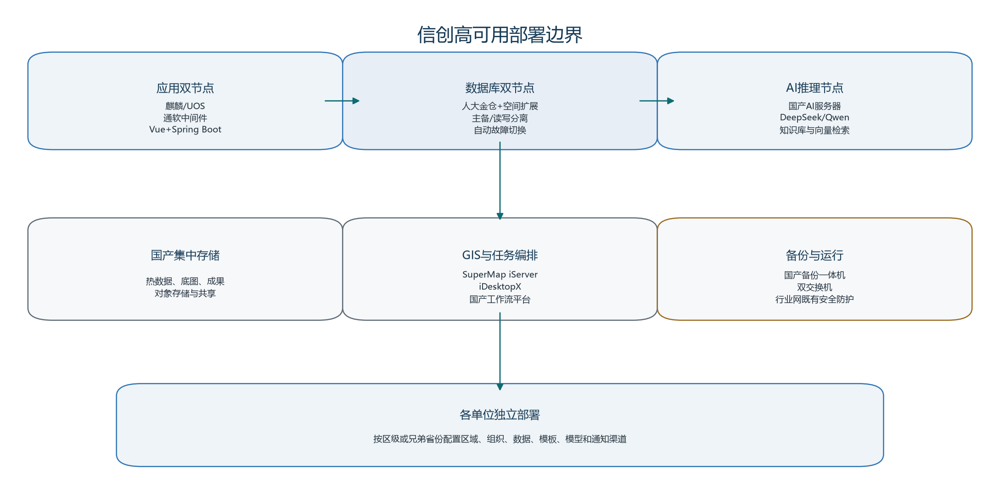 信创高可用部署边界
应用双节点
麒麟/UOS
通软中间件
Vue+Spring Boot
数据库双节点
人大金仓+空间扩展
主备/读写分离
自动故障切换
AI推理节点
国产AI服务器
DeepSeek/Qwen
知识库与向量检索
国产集中存储
热数据、底图、成果
对象存储与共享
GIS与任务编排
SuperMap iServer
iDesktopX
国产工作流平台
备份与运行
国产备份一体机
双交换机
行业网既有安全防护
各单位独立部署
按区级或兄弟省份配置区域、组织、数据、模板、模型和通知渠道